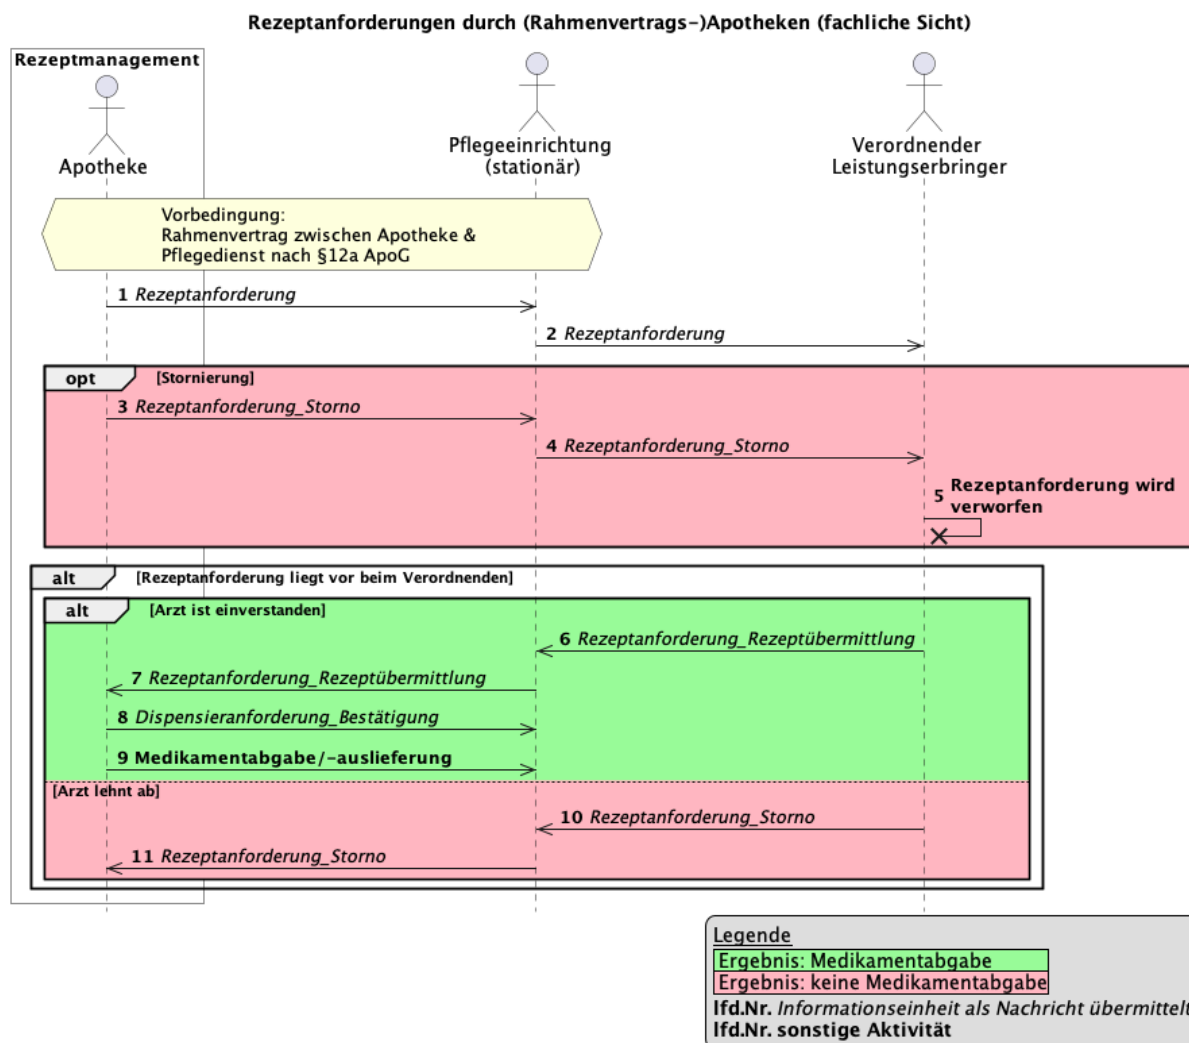 Rezeptanforderungen durch (Rahmenvertrags-)Apotheken (fachliche Sicht)
Rezeptmanagement
Apotheke
Pflegeeinrichtung
(stationär)
Verordnender
Leistungserbringer
Vorbedingung:
Rahmenvertrag zwischen Apotheke &
Pflegedienst nach §12a ApoG
1 Rezeptanforderung
2 Rezeptanforderung
opt [Stornierung]
3 Rezeptanforderung_Storno
4 Rezeptanforderung_Storno
5 Rezeptanforderung wird
verworfen
alt [Rezeptanforderung liegt vor beim Verordnenden]
alt [Arzt ist einverstanden]
6 Rezeptanforderung_Rezeptübermittlung
7 Rezeptanforderung_Rezeptübermittlung
8 Dispensieranforderung_Bestätigung
9 Medikamentabgabe/-auslieferung
[Arzt lehnt ab]
10 Rezeptanforderung_Storno
11 Rezeptanforderung_Storno
Legende
Ergebnis: Medikamentabgabe
Ergebnis: keine Medikamentabgabe
lfd.Nr. Informationseinheit als Nachricht übermittelt
lfd.Nr. sonstige Aktivität